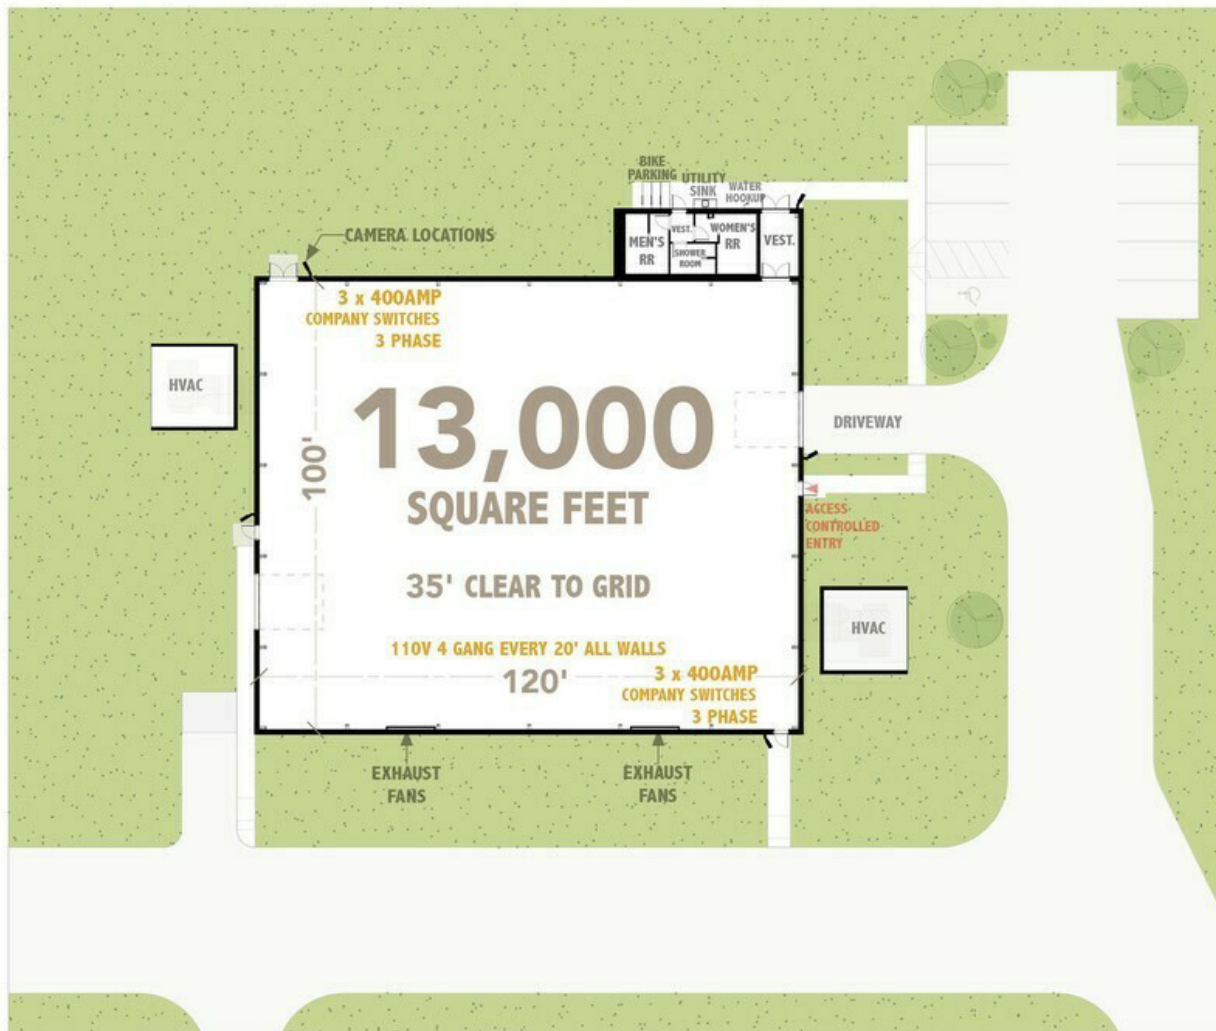 BIKE
PARKING
UTILITY
SINK
WATER
HOOKUP
MEN'S
RR
VEST.
SHOWER
ROOM
WOMEN'S
RR
VEST.
CAMERA LOCATIONS
3 x 400AMP
COMPANY SWITCHES
3 PHASE
HVAC
13,000
SQUARE FEET
100'
DRIVEWAY
ACCESS
CONTROLLED
ENTRY
35' CLEAR TO GRID
HVAC
110V 4 GANG EVERY 20' ALL WALLS
120'
3 x 400AMP
COMPANY SWITCHES
3 PHASE
EXHAUST
FANS
EXHAUST
FANS